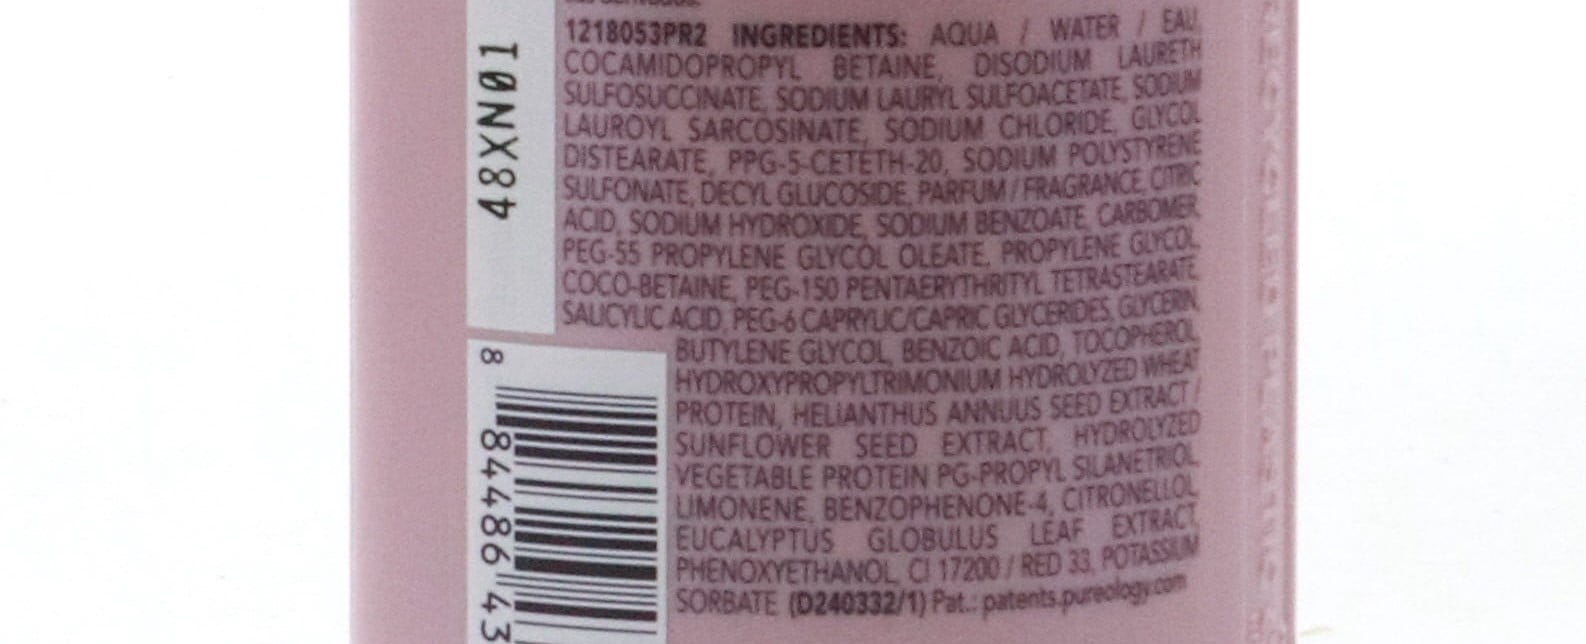 1218053PR2 INGREDIENTS: AQUA / WATER / EAU,
COCAMIDOPROPYL BETAINE, DISODIUM LAURETH
SULFOSUCCINATE, SODIUM LAURYL SULFOACETATE, SODIUM
LAUROYL SARCOSINATE, SODIUM CHLORIDE, GLYCOL
DISTEARATE, PPG-5-CETETH-20, SODIUM POLYSTYRENE
SULFONATE, DECYL GLUCOSIDE, PARFUM / FRAGRANCE, CITRIC
ACID, SODIUM HYDROXIDE, SODIUM BENZOATE, CARBOMER,
PEG-55 PROPYLENE GLYCOL OLEATE, PROPYLENE GLYCOL,
COCO-BETAINE, PEG-150 PENTAERYTHRITYL TETRASTEARATE,
SALICYLIC ACID, PEG-6 CAPRYLIC/CAPRIC GLYCERIDES, GLYCERIN,
BUTYLENE GLYCOL, BENZOIC ACID, TOCOPHEROL,
HYDROXYPROPYLTRIMONIUM HYDROLYZED WHEAT
PROTEIN, HELIANTHUS ANNUUS SEED EXTRACT /
SUNFLOWER SEED EXTRACT, HYDROLYZED
VEGETABLE PROTEIN PG-PROPYL SILANETRIOL,
LIMONENE, BENZOPHENONE-4, CITRONELLOL,
EUCALYPTUS GLOBULUS LEAF EXTRACT,
PHENOXYETHANOL, CI 17200 / RED 33, POTASSIUM
SORBATE (D240332/1) Pat.: patents.pureology.com
48XN01
8 84486 43